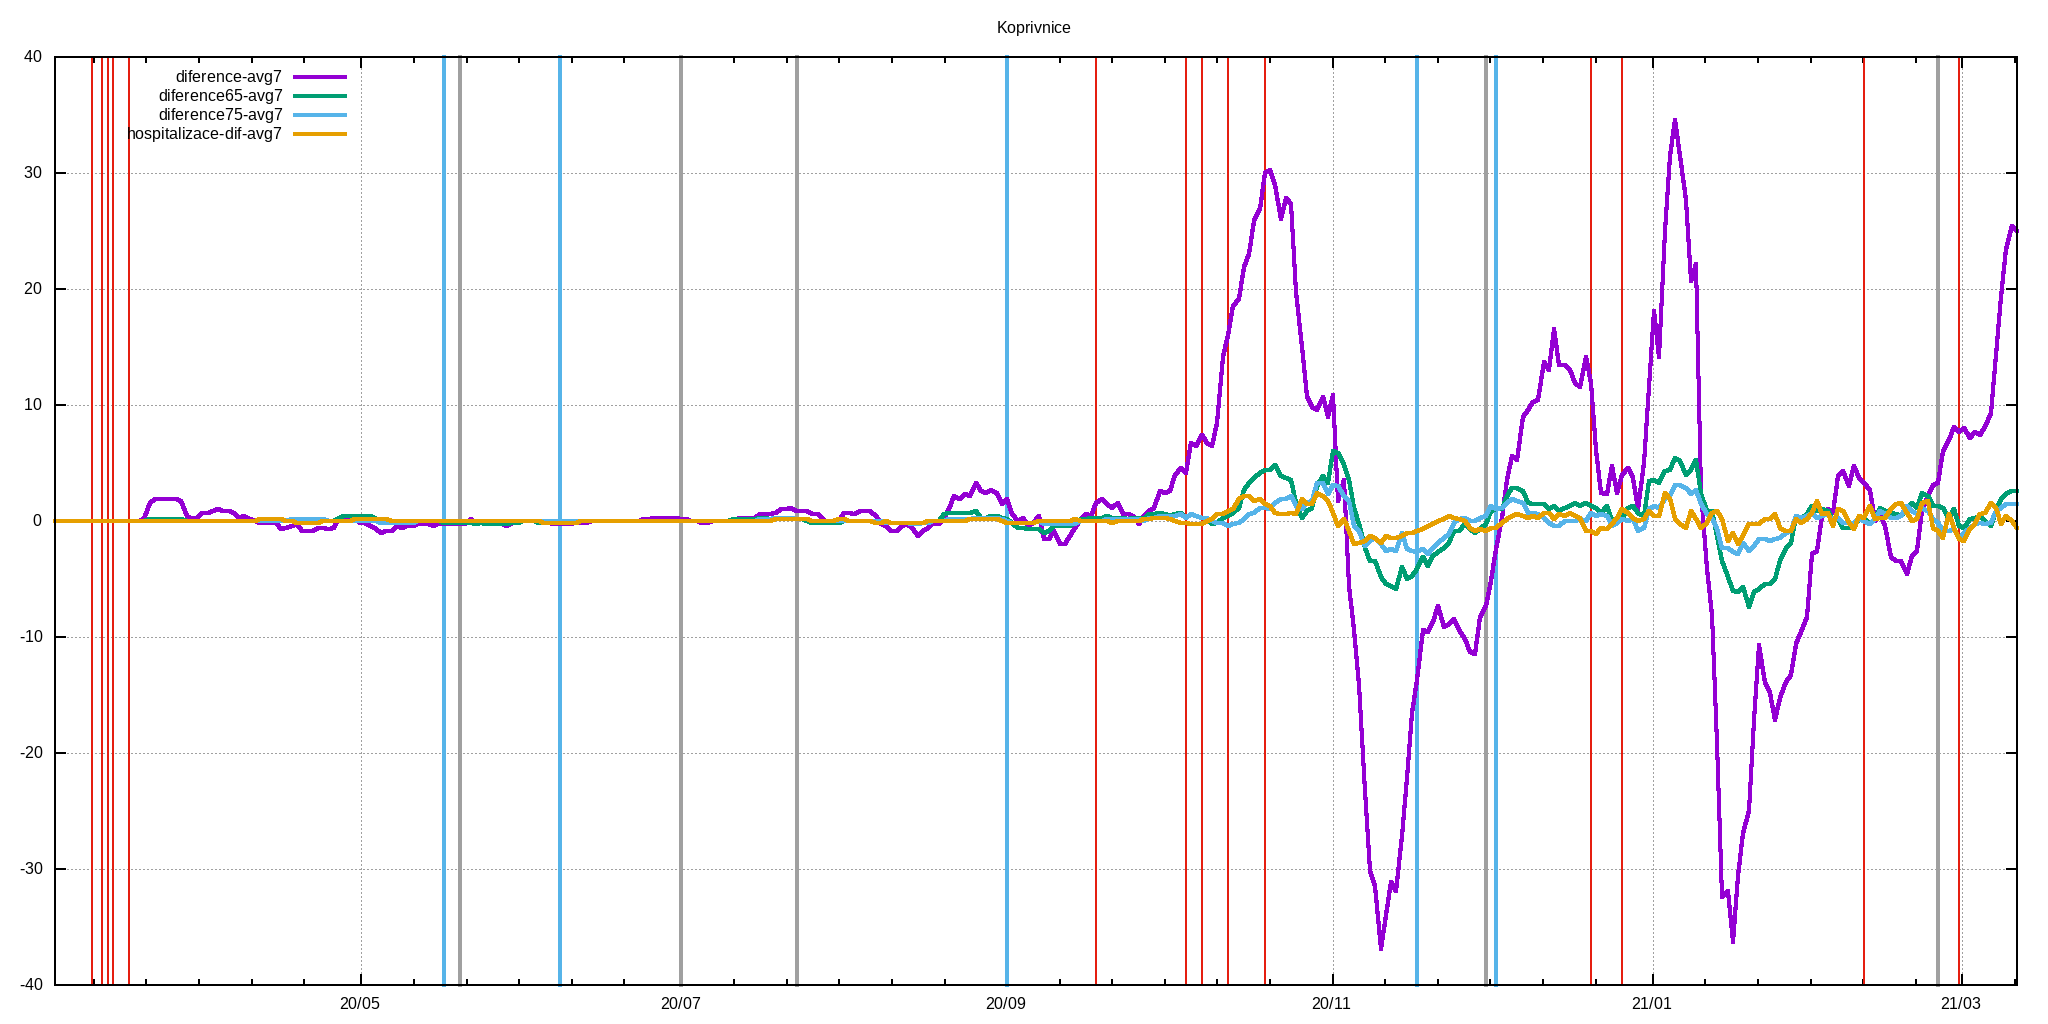 Koprivnice
diference-avg7
diference65-avg7
diference75-avg7
hospitalizace-dif-avg7
40
30
20
10
0
-10
-20
-30
-40
20/05 20/07 20/09 20/11 21/01 21/03